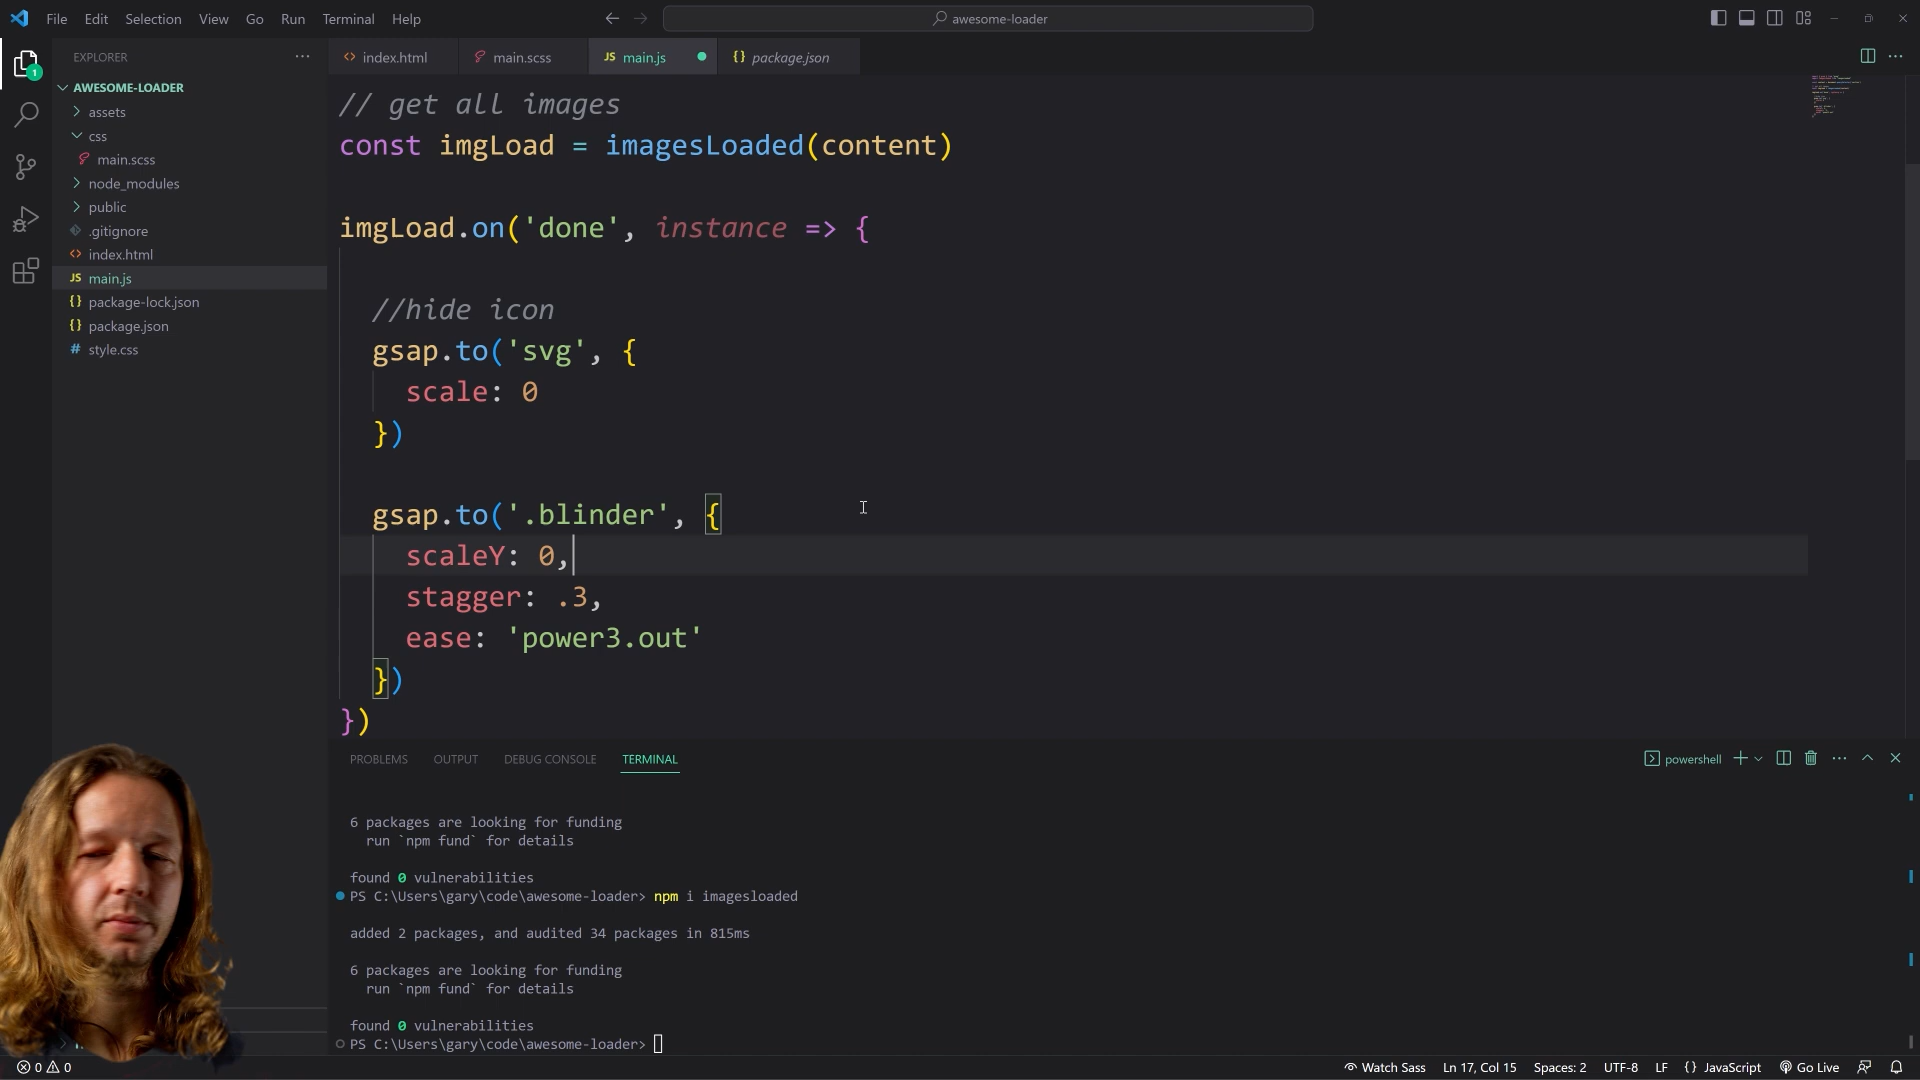 File Edit Selection View Go Run Terminal Help
awesome-loader
EXPLORER
index.html
main.scss
JS main.js
{} package.json
1
AWESOME-LOADER
assets
css
main.scss
node_modules
public
.gitignore
index.html
JS main.js
{} package-lock.json
{} package.json
# style.css
// get all images
const imgLoad = imagesLoaded(content)
imgLoad.on('done', instance => {
//hide icon
gsap.to('svg', {
scale: 0
})
gsap.to('.blinder', {
scaleY: 0,
stagger: .3,
ease: 'power3.out'
})
})
PROBLEMS OUTPUT DEBUG CONSOLE TERMINAL
powershell
6 packages are looking for funding
run `npm fund` for details
found 0 vulnerabilities
PS C:\Users\gary\code\awesome-loader> npm i imagesloaded
added 2 packages, and audited 34 packages in 815ms
6 packages are looking for funding
run `npm fund` for details
found 0 vulnerabilities
PS C:\Users\gary\code\awesome-loader>
0 0
Watch Sass Ln 17, Col 15 Spaces: 2 UTF-8 LF {} JavaScript Go Live